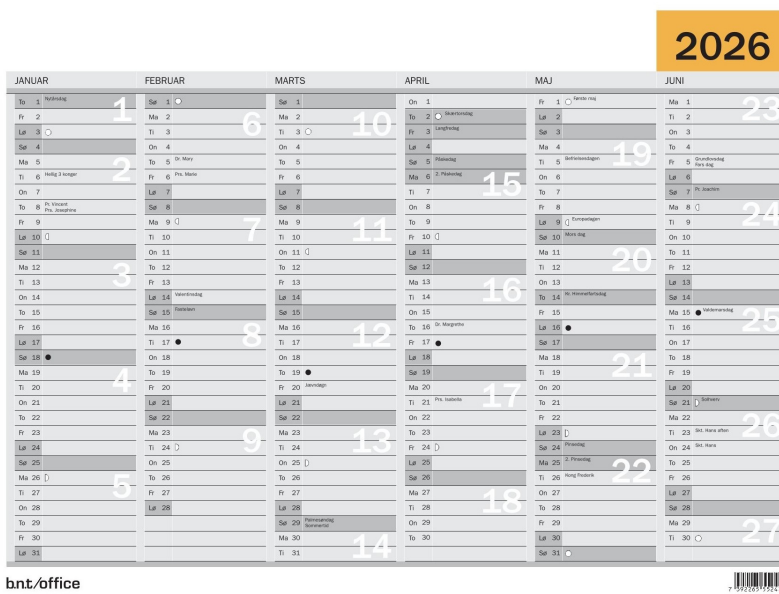 2026
JANUAR
To 1 Nytårsdag 1
Fr 2
Lø 3
Sø 4
Ma 5 2
Ti 6 Hellig 3 konger
On 7
To 8 Pr. Vincent
Prs. Josephine
Fr 9
Lø 10
Sø 11
Ma 12 3
Ti 13
On 14
To 15
Fr 16
Lø 17
Sø 18
Ma 19 4
Ti 20
On 21
To 22
Fr 23
Lø 24
Sø 25
Ma 26 5
Ti 27
On 28
To 29
Fr 30
Lø 31
FEBRUAR
Sø 1
Ma 2 6
Ti 3
On 4
To 5 Dr. Mary
Fr 6 Prs. Marie
Lø 7
Sø 8
Ma 9 7
Ti 10
On 11
To 12
Fr 13
Lø 14 Valentinsdag
Sø 15 Fastelavn
Ma 16 8
Ti 17
On 18
To 19
Fr 20
Lø 21
Sø 22
Ma 23 9
Ti 24
On 25
To 26
Fr 27
Lø 28
MARTS
Sø 1
Ma 2 10
Ti 3
On 4
To 5
Fr 6
Lø 7
Sø 8
Ma 9 11
Ti 10
On 11
To 12
Fr 13
Lø 14
Sø 15
Ma 16 12
Ti 17
On 18
To 19
Fr 20 Jævndøgn
Lø 21
Sø 22
Ma 23 13
Ti 24
On 25
To 26
Fr 27
Lø 28
Sø 29 Palmesøndag
Sommertid
Ma 30 14
Ti 31
APRIL
On 1
To 2 Skærtorsdag
Fr 3 Langfredag
Lø 4
Sø 5 Påskedag
Ma 6 2. Påskedag 15
Ti 7
On 8
To 9
Fr 10
Lø 11
Sø 12
Ma 13 16
Ti 14
On 15
To 16 Dr. Margrethe
Fr 17
Lø 18
Sø 19
Ma 20 17
Ti 21 Prs. Isabella
On 22
To 23
Fr 24
Lø 25
Sø 26
Ma 27 18
Ti 28
On 29
To 30
MAJ
Fr 1 Første maj
Lø 2
Sø 3
Ma 4 19
Ti 5 Befrielsesdagen
On 6
To 7
Fr 8
Lø 9 Europadagen
Sø 10 Mors dag
Ma 11 20
Ti 12
On 13
To 14 Kr. Himmelfartsdag
Fr 15
Lø 16
Sø 17
Ma 18 21
Ti 19
On 20
To 21
Fr 22
Lø 23
Sø 24 Pinsedag
Ma 25 2. Pinsedag 22
Ti 26 Kong Frederik
On 27
To 28
Fr 29
Lø 30
Sø 31
JUNI
Ma 1 23
Ti 2
On 3
To 4
Fr 5 Grundlovsdag
Fars dag
Lø 6
Sø 7 Pr. Joachim
Ma 8 24
Ti 9
On 10
To 11
Fr 12
Lø 13
Sø 14
Ma 15 Valdemarsdag 25
Ti 16
On 17
To 18
Fr 19
Lø 20
Sø 21 Solhverv
Ma 22 26
Ti 23 Skt. Hans aften
On 24 Skt. Hans
To 25
Fr 26
Lø 27
Sø 28
Ma 29 27
Ti 30
b.n.t./office